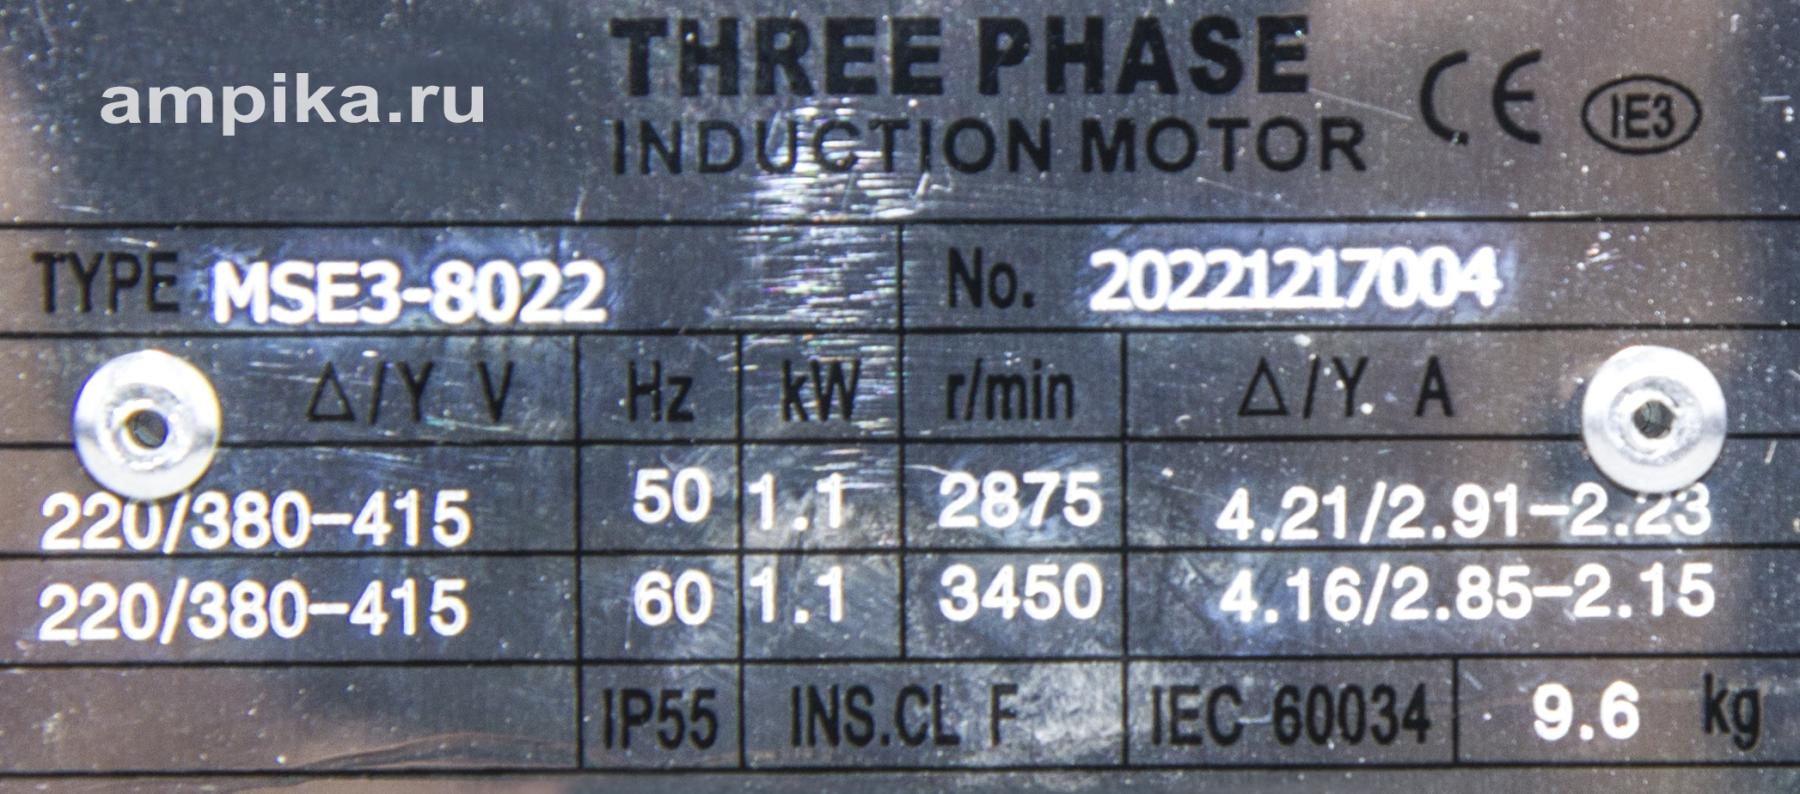 ampika.ru
THREE PHASE
INDUCTION MOTOR CE IE3
TYPE MSE3-8022 No. 20221217004
Δ/Y V Hz kW r/min Δ/Y A
220/380-415 50 1.1 2875 4.21/2.91-2.23
220/380-415 60 1.1 3450 4.16/2.85-2.15
IP55 INS.CL F IEC 60034 9.6 kg